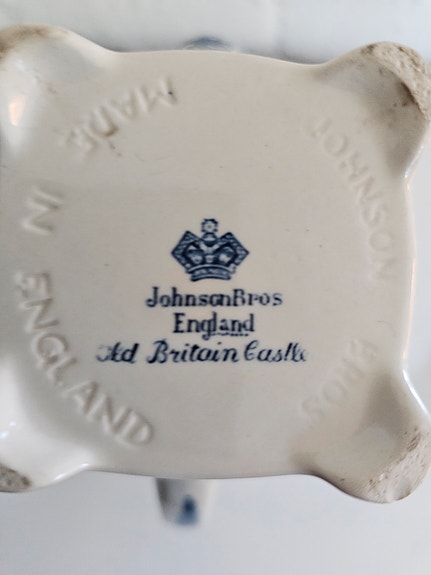 JohnsonBros
England
Old Britain Castle
MADE IN ENGLAND
JOHNSON BROS